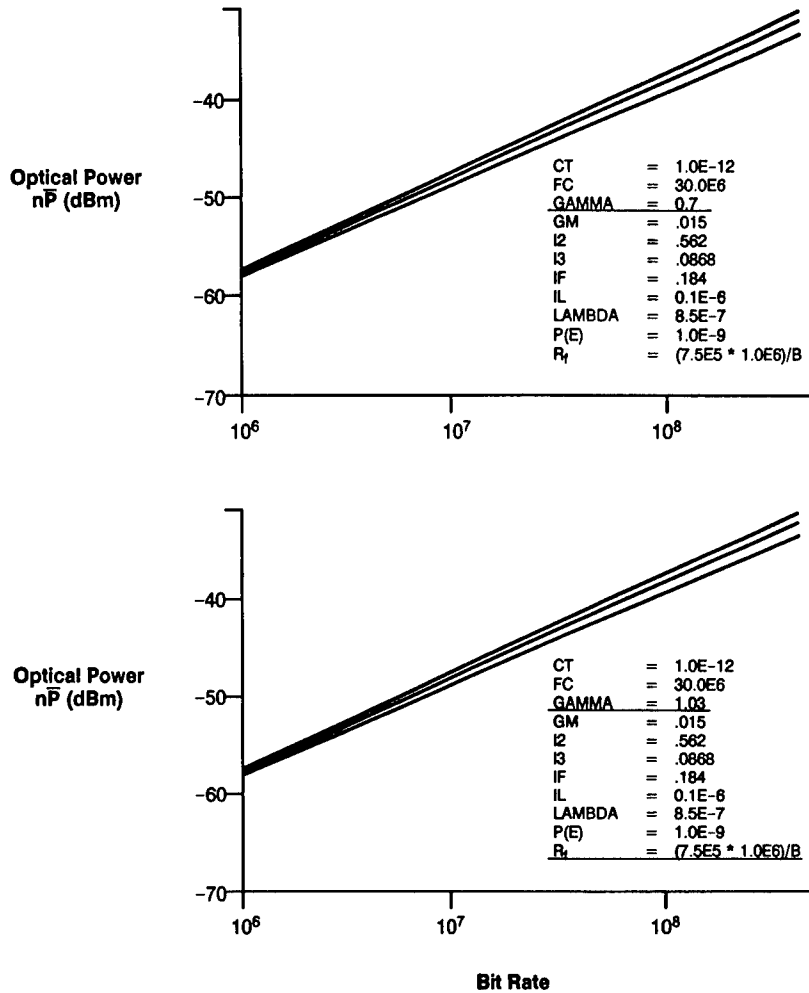 −40
Optical Power
nP̅ (dBm)
−50
−60
−70
10⁶
10⁷
10⁸
CT = 1.0E−12
FC = 30.0E6
GAMMA = 0.7
GM = .015
I2 = .562
I3 = .0868
IF = .184
IL = 0.1E−6
LAMBDA = 8.5E−7
P(E) = 1.0E−9
R_f = (7.5E5 * 1.0E6)/B
−40
Optical Power
nP̅ (dBm)
−50
−60
−70
10⁶
10⁷
10⁸
CT = 1.0E−12
FC = 30.0E6
GAMMA = 1.03
GM = .015
I2 = .562
I3 = .0868
IF = .184
IL = 0.1E−6
LAMBDA = 8.5E−7
P(E) = 1.0E−9
R_f = (7.5E5 * 1.0E6)/B
Bit Rate